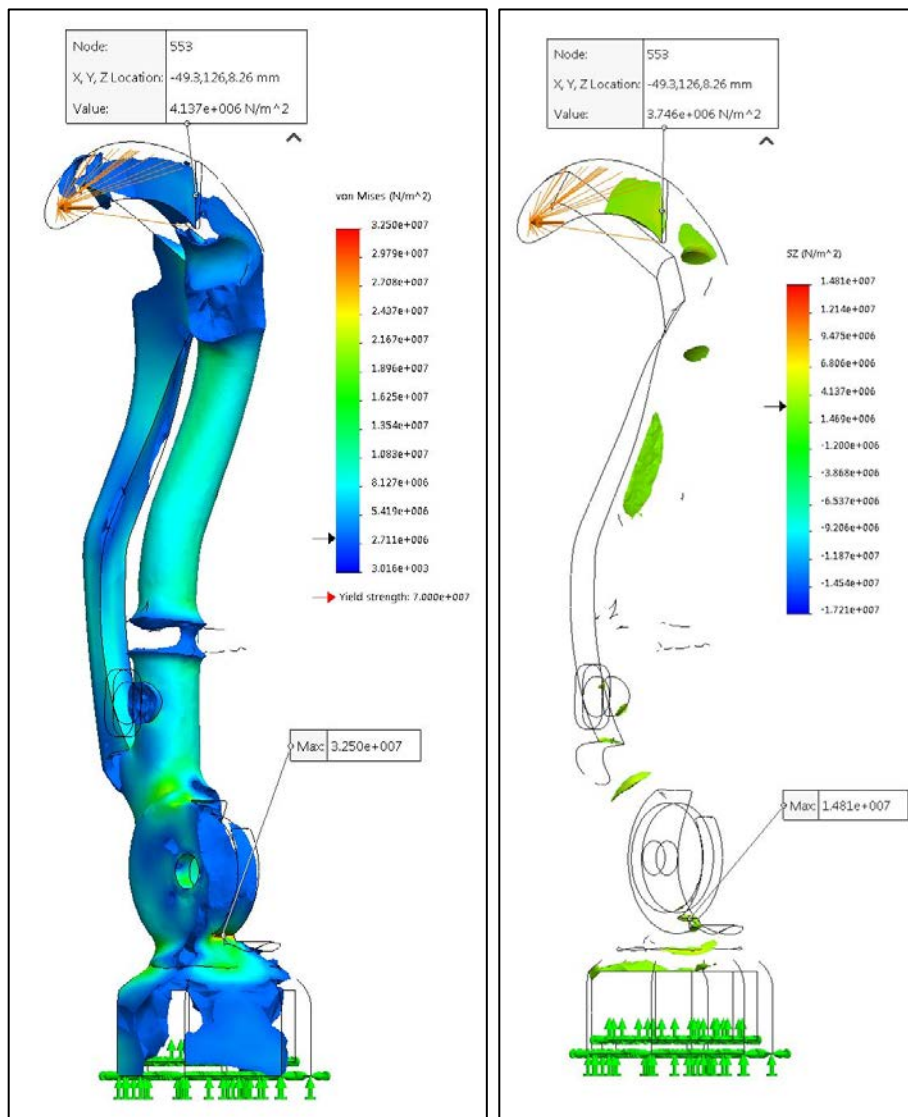 Node: 553
X, Y, Z Location: -49.3,126,8.26 mm
Value: 4.137e+006 N/m^2
von Mises (N/m^2)
3.250e+007
2.979e+007
2.708e+007
2.437e+007
2.167e+007
1.896e+007
1.625e+007
1.354e+007
1.083e+007
8.127e+006
5.419e+006
2.711e+006
3.016e+003
Yield strength: 7.000e+007
Max: 3.250e+007
Node: 553
X, Y, Z Location: -49.3,126,8.26 mm
Value: 3.746e+006 N/m^2
SZ (N/m^2)
1.481e+007
1.214e+007
9.475e+006
6.806e+006
4.137e+006
1.469e+006
-1.200e+006
-3.868e+006
-6.537e+006
-9.206e+006
-1.187e+007
-1.454e+007
-1.721e+007
Max: 1.481e+007